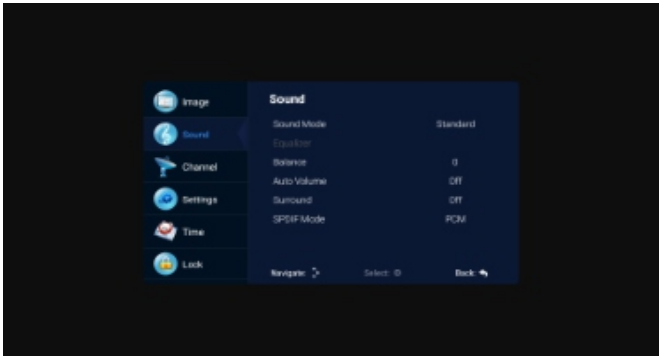 Image
Sound
Channel
Settings
Time
Lock
Sound
Sound Mode Standard
Equalizer
Balance 0
Auto Volume Off
Surround Off
SPDIF Mode PCM
Navigate: Select: Back: